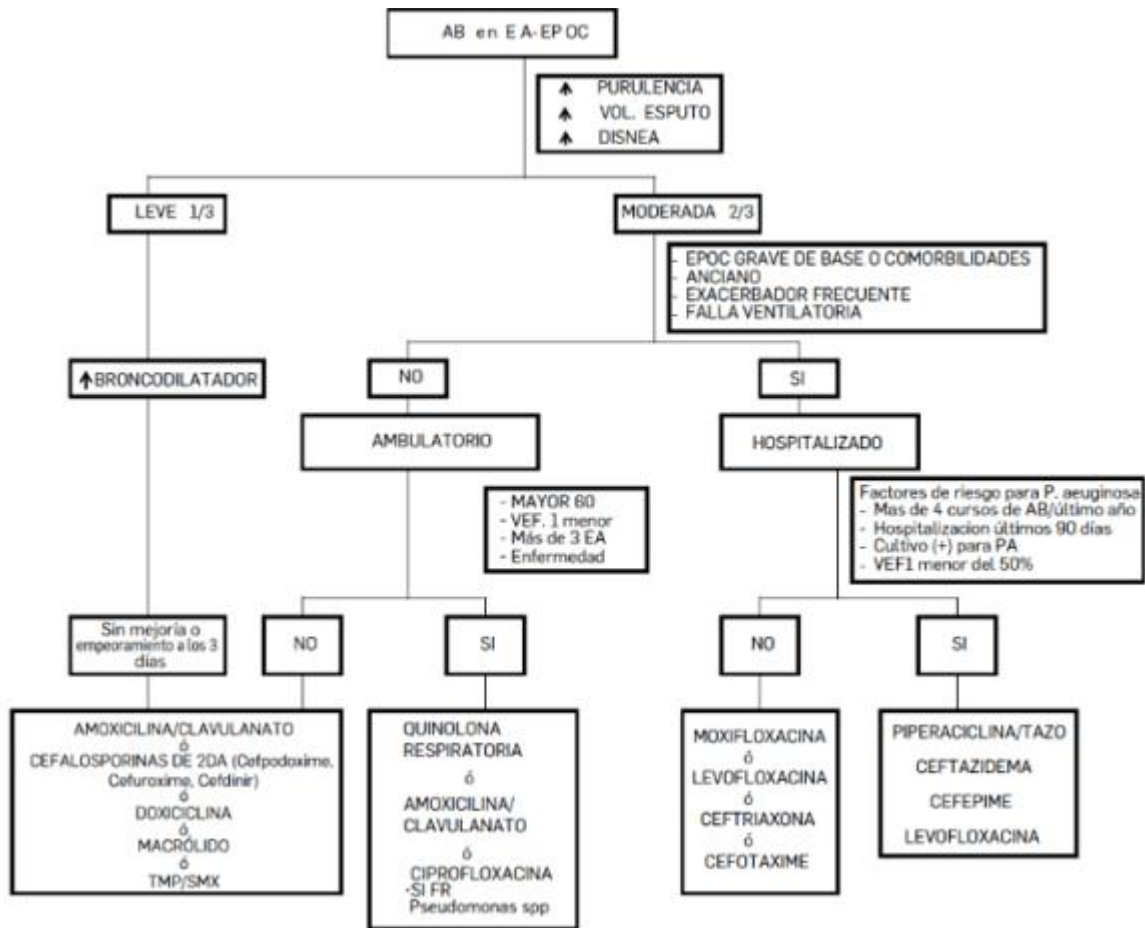 AB en EA-EPOC
↑ PURULENCIA
↑ VOL. ESPUTO
↑ DISNEA
LEVE 1/3
MODERADA 2/3
- EPOC GRAVE DE BASE O COMORBILIDADES
- ANCIANO
- EXACERBADOR FRECUENTE
- FALLA VENTILATORIA
↑BRONCODILATADOR
NO
SI
AMBULATORIO
HOSPITALIZADO
- MAYOR 60
- VEF. 1 menor
- Más de 3 EA
- Enfermedad
Factores de riesgo para P. aeuginosa
- Mas de 4 cursos de AB/último año
- Hospitalizacion últimos 90 días
- Cultivo (+) para PA
- VEF1 menor del 50%
Sin mejoría o
empeoramiento a los 3
días
NO
SI
NO
SI
AMOXICILINA/CLAVULANATO
ó
CEFALOSPORINAS DE 2DA (Cefpodoxime,
Cefuroxime, Cefdinir)
ó
DOXICICLINA
ó
MACRÓLIDO
ó
TMP/SMX
QUINOLONA
RESPIRATORIA
ó
AMOXICILINA/
CLAVULANATO
ó
CIPROFLOXACINA
-SI FR
Pseudomonas spp
MOXIFLOXACINA
ó
LEVOFLOXACINA
ó
CEFTRIAXONA
ó
CEFOTAXIME
PIPERACICLINA/TAZO
CEFTAZIDEMA
CEFEPIME
LEVOFLOXACINA